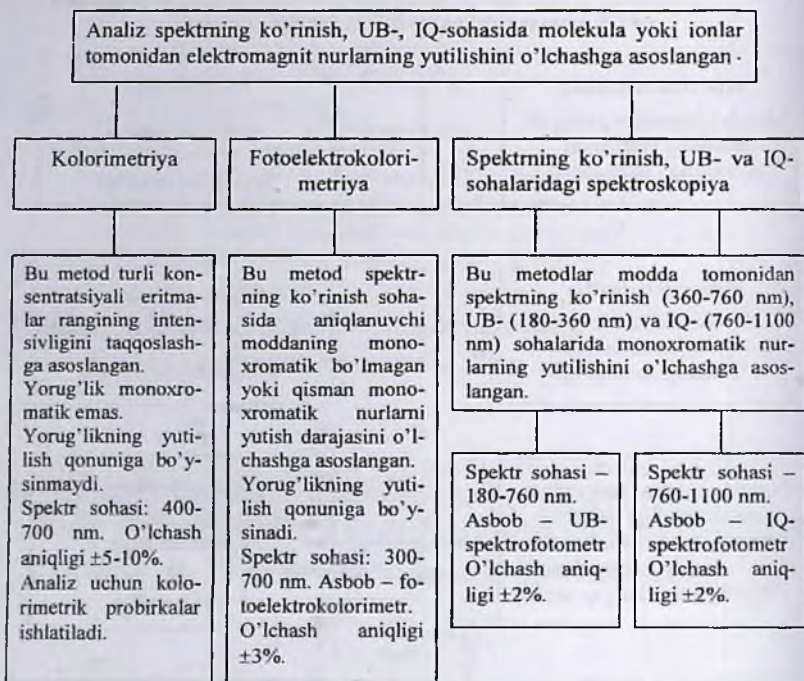 Analiz spektrning ko'rinish, UB-, IQ-sohasida molekula yoki ionlar
tomonidan elektromagnit nurlarning yutilishini o'lchashga asoslangan
Kolorimetriya
Fotoelektrokolori-
metriya
Spektrning ko'rinish, UB- va IQ-
sohalaridagi spektroskopiya
Bu metod turli kon-
sentratsiyali eritma-
lar rangining inten-
sivligini taqqoslash-
ga asoslangan.
Yorug'lik monoxro-
matik emas.
Yorug'likning yuti-
lish qonuniga bo'y-
sinmaydi.
Spektr sohasi: 400-
700 nm. O'lchash
aniqligi ±5-10%.
Analiz uchun kolo-
rimetrik probirkalar
ishlatiladi.
Bu metod spektr-
ning ko'rinish soha-
sida aniqlanuvchi
moddaning mono-
xromatik bo'lmagan
yoki qisman mono-
xromatik nurlarni
yutish darajasini o'l-
chashga asoslangan.
Yorug'likning yuti-
lish qonuniga bo'y-
sinadi.
Spektr sohasi: 300-
700 nm. Asbob – fo-
toelektrokolorimetr.
O'lchash aniqligi
±3%.
Bu metodlar modda tomonidan
spektrning ko'rinish (360-760 nm),
UB- (180-360 nm) va IQ- (760-1100
nm) sohalarida monoxromatik nur-
larning yutilishini o'lchashga asos-
langan.
Spektr sohasi –
180-760 nm.
Asbob – UB-
spektrofotometr
O'lchash aniq-
ligi ±2%.
Spektr sohasi –
760-1100 nm.
Asbob – IQ-
spektrofotometr
O'lchash aniq-
ligi ±2%.